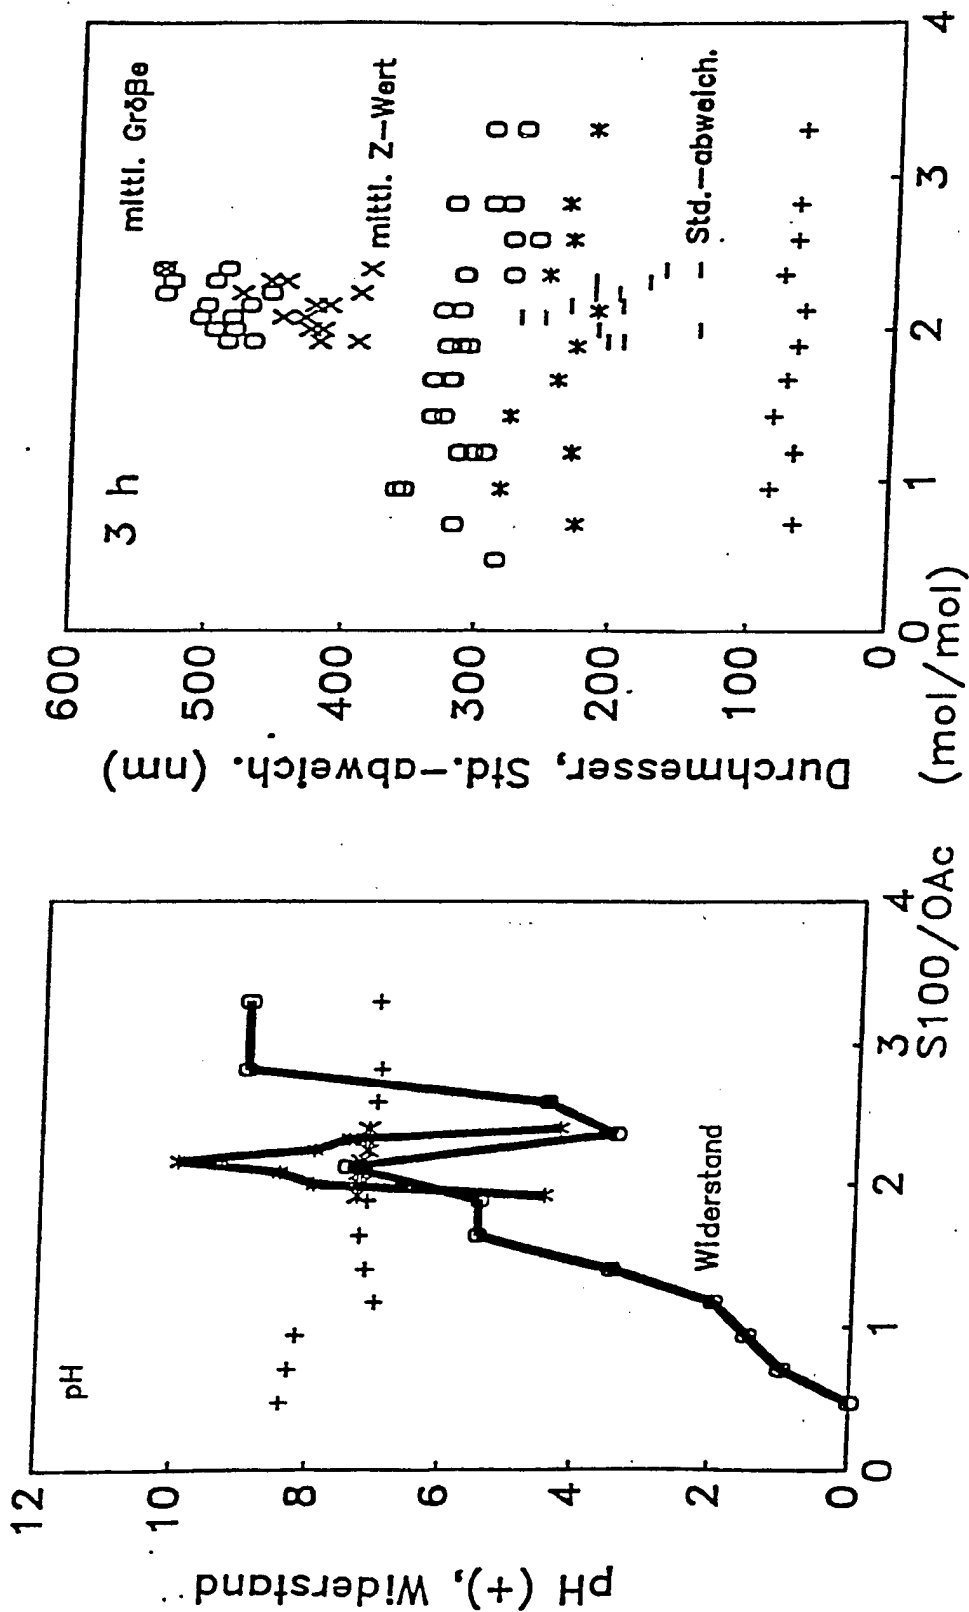 pH (+), Widerstand
12
10
8
6
4
2
0
pH
Widerstand
0
1
2
3
4
S100/OAc (mol/mol)
Durchmesser, Std.-abweich. (nm)
600
500
400
300
200
100
0
3 h
mittl. Größe
mittl. Z-Wert
Std.-abweich.
0
1
2
3
4